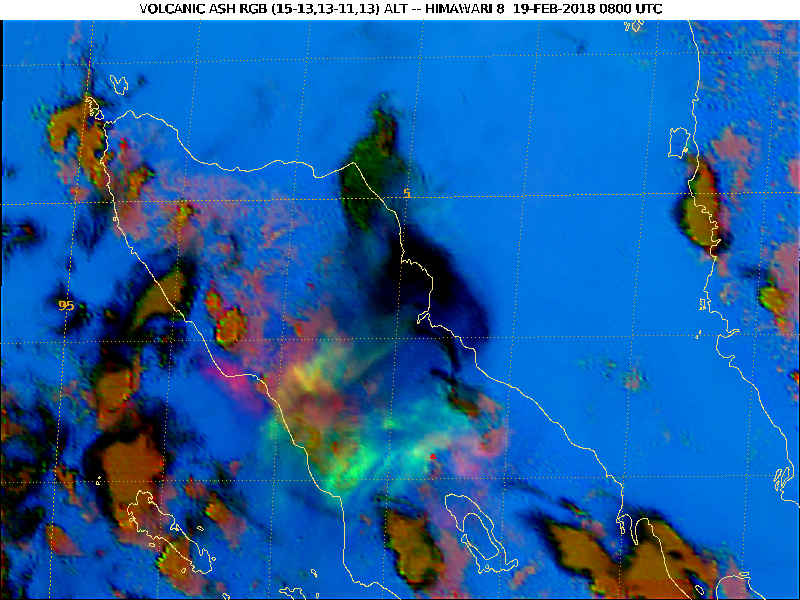 VOLCANIC ASH RGB (15-13,13-11,13) ALT -- HIMAWARI 8 19-FEB-2018 0800 UTC
5
95